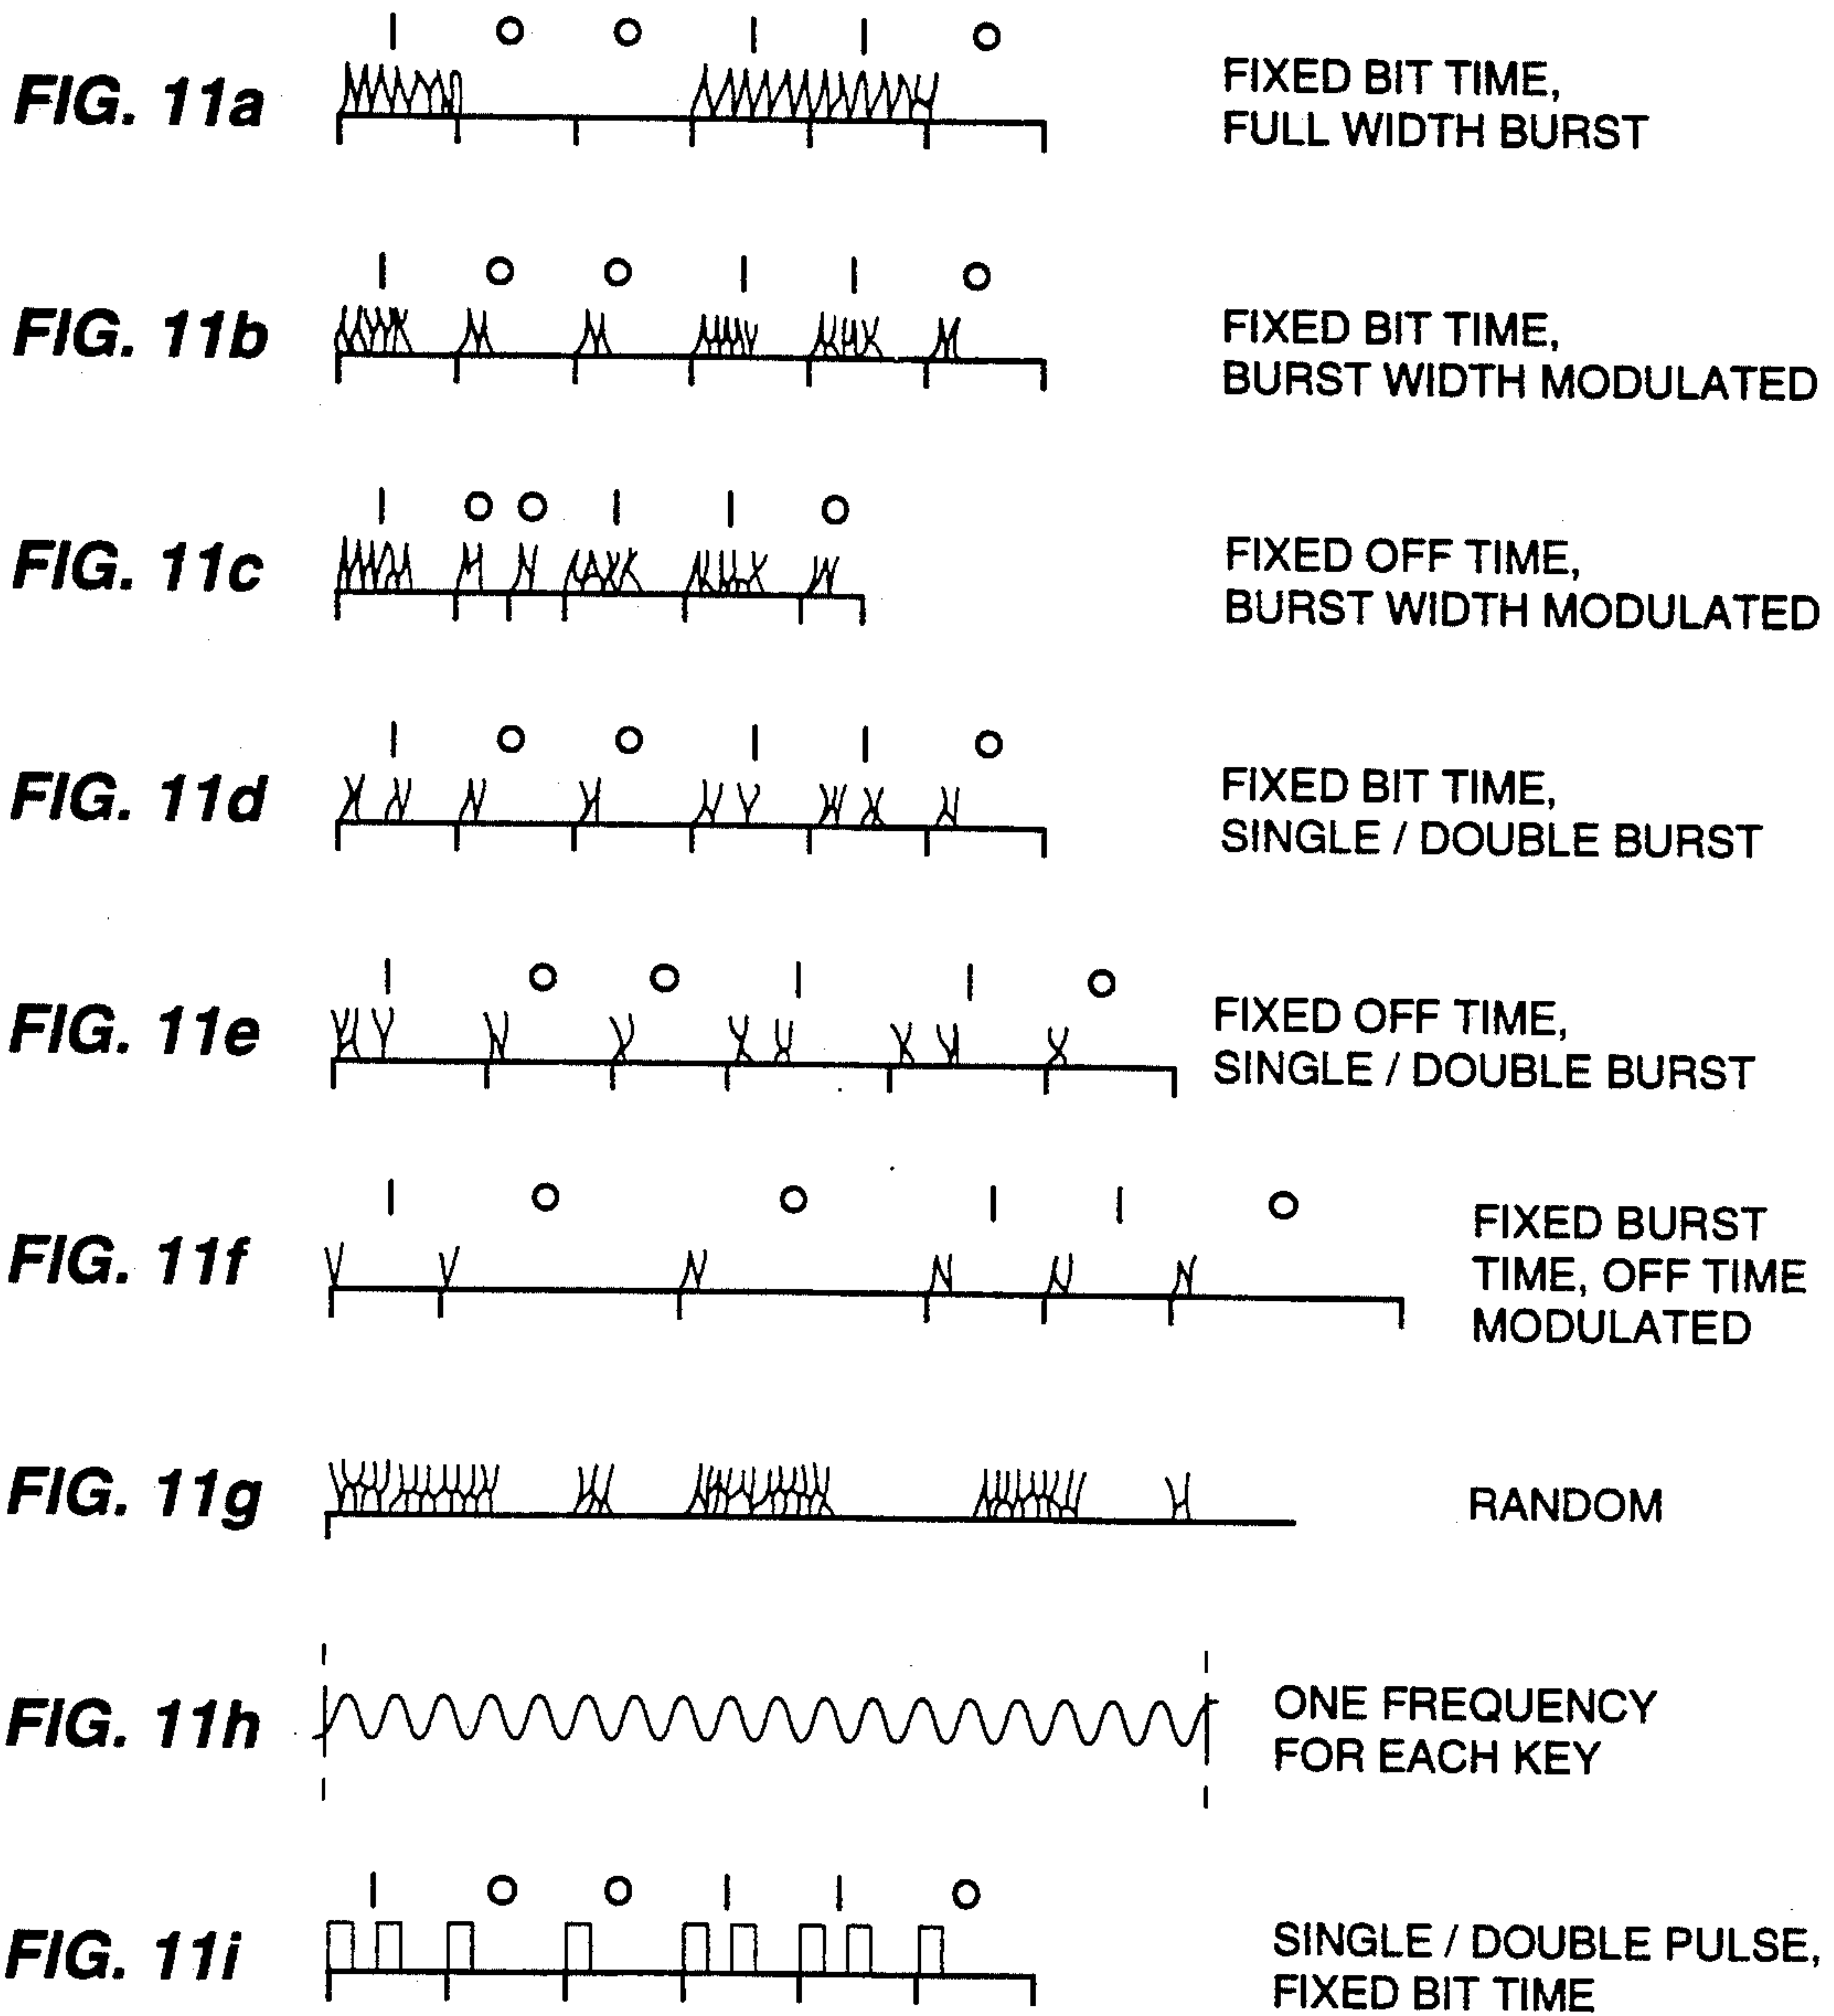 | O O | | O
FIG. 11a
FIXED BIT TIME,
FULL WIDTH BURST
| O O | | O
FIG. 11b
FIXED BIT TIME,
BURST WIDTH MODULATED
| O O | | O
FIG. 11c
FIXED OFF TIME,
BURST WIDTH MODULATED
| O O | | O
FIG. 11d
FIXED BIT TIME,
SINGLE / DOUBLE BURST
| O O | | O
FIG. 11e
FIXED OFF TIME,
SINGLE / DOUBLE BURST
| O O | | O
FIG. 11f
FIXED BURST
TIME, OFF TIME
MODULATED
FIG. 11g
RANDOM
FIG. 11h
ONE FREQUENCY
FOR EACH KEY
| O O | | O
FIG. 11i
SINGLE / DOUBLE PULSE,
FIXED BIT TIME